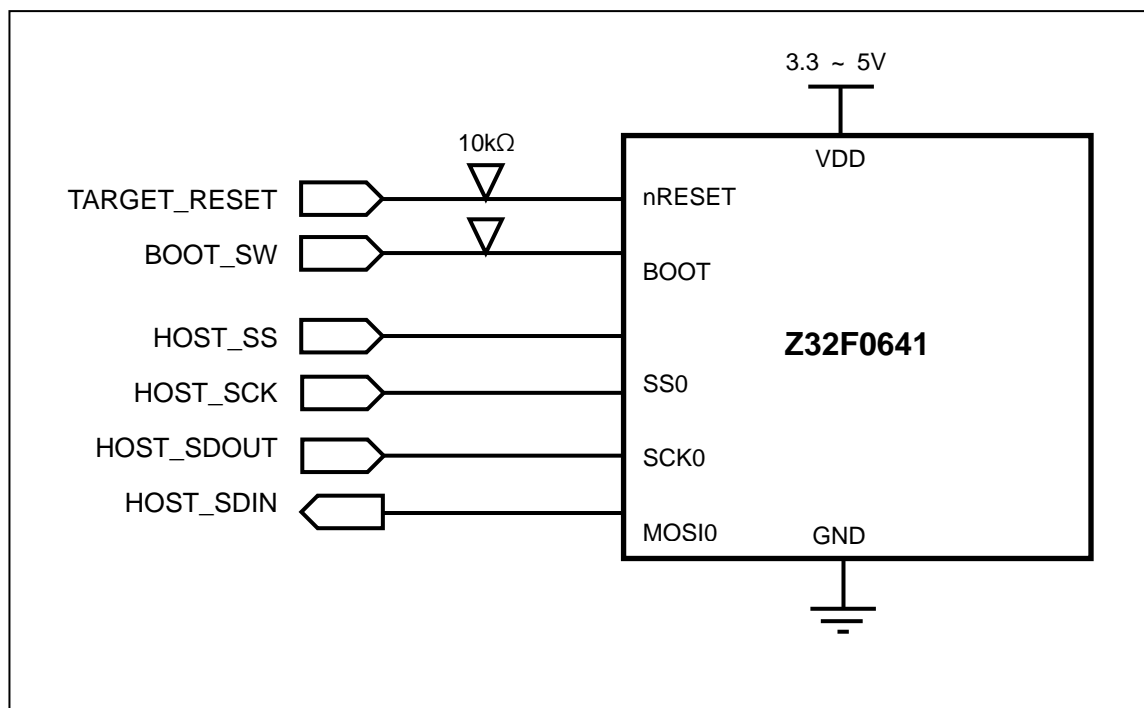 3.3 ~ 5V
10kΩ
VDD
TARGET_RESET
nRESET
BOOT_SW
BOOT
HOST_SS
Z32F0641
HOST_SCK
SS0
HOST_SDOUT
SCK0
HOST_SDIN
MOSI0
GND